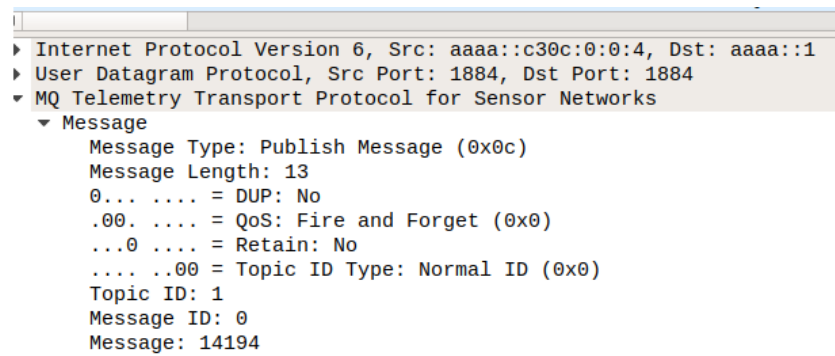 Internet Protocol Version 6, Src: aaaa::c30c:0:0:4, Dst: aaaa::1
User Datagram Protocol, Src Port: 1884, Dst Port: 1884
MQ Telemetry Transport Protocol for Sensor Networks
Message
Message Type: Publish Message (0x0c)
Message Length: 13
0... .... = DUP: No
.00. .... = QoS: Fire and Forget (0x0)
...0 .... = Retain: No
.... ..00 = Topic ID Type: Normal ID (0x0)
Topic ID: 1
Message ID: 0
Message: 14194